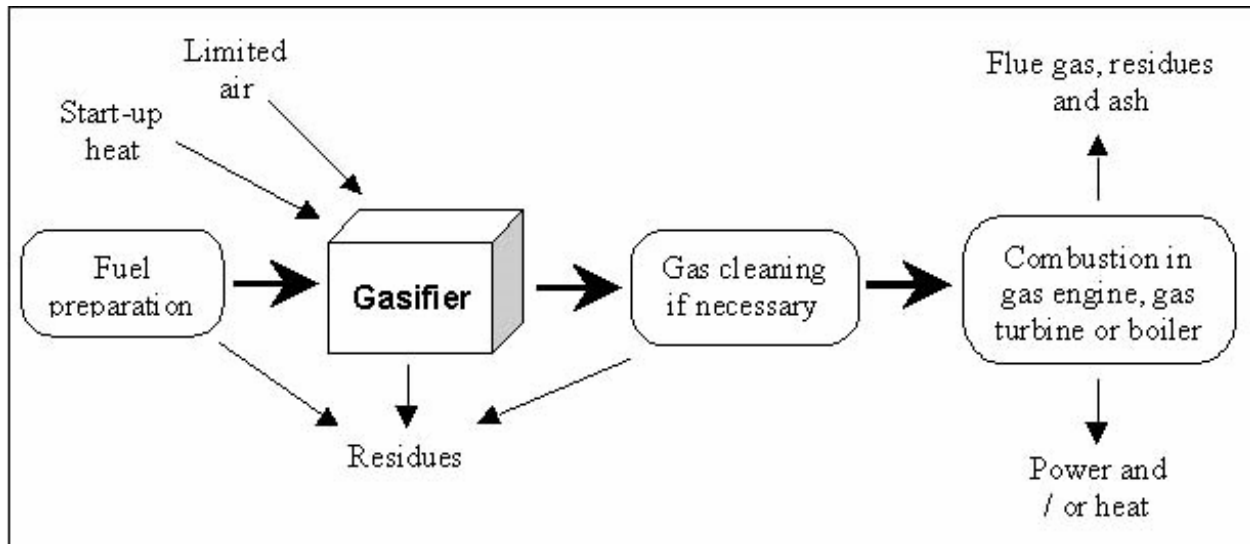 Limited
air
Start-up
heat
Flue gas, residues
and ash
Fuel
preparation
Gasifier
Gas cleaning
if necessary
Combustion in
gas engine, gas
turbine or boiler
Residues
Power and
/ or heat